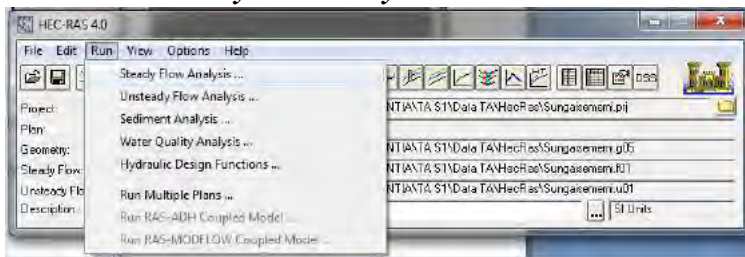 HEC-RAS 4.0
File Edit Run View Options Help
Steady Flow Analysis ...
Unsteady Flow Analysis ...
Sediment Analysis ...
Water Quality Analysis ...
Hydraulic Design Functions ...
Run Multiple Plans ...
Run RAS-ADH Coupled Model ...
Run RAS-MODFLOW Coupled Model ...
DSS
Project: NTIA\TA S1\Data TA\HecRas\Sungaisememi.prj
Plan:
Geometry: NTIA\TA S1\Data TA\HecRas\Sungaisememi.g05
Steady Flow: NTIA\TA S1\Data TA\HecRas\Sungaisememi.f01
Unsteady Flo NTIA\TA S1\Data TA\HecRas\Sungaisememi.u01
Description: ... SI Units